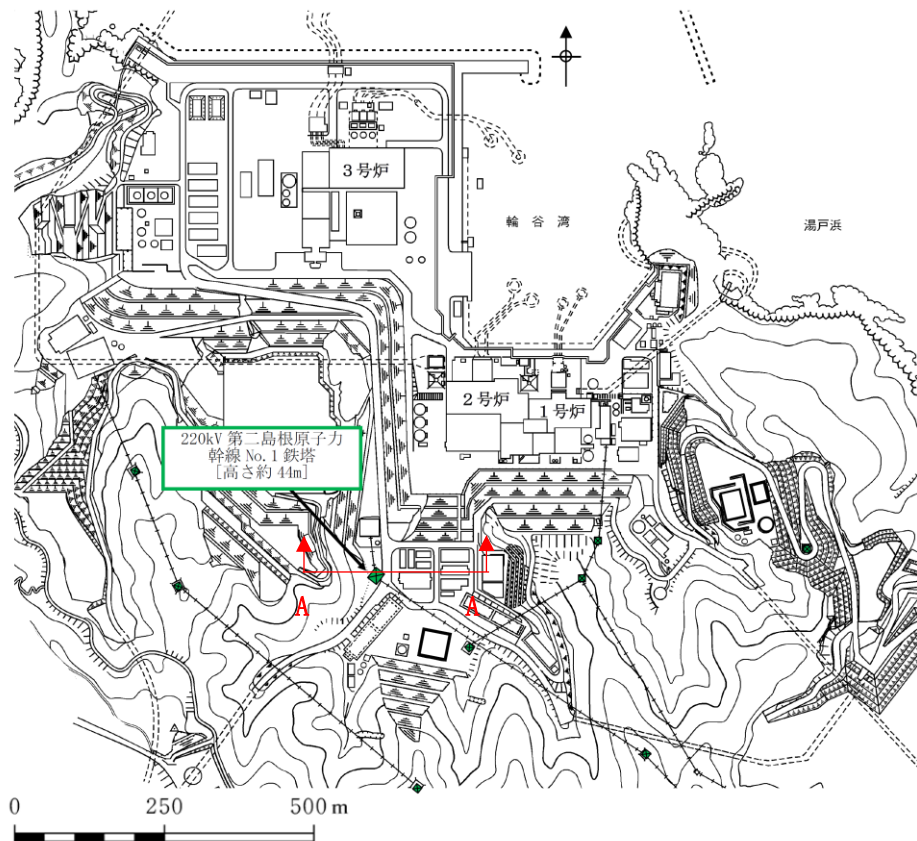 3号炉
輪谷湾
湯戸浜
2号炉
1号炉
220kV 第二島根原子力
幹線 No.1 鉄塔
[高さ約 44m]
A
A
0 250 500 m